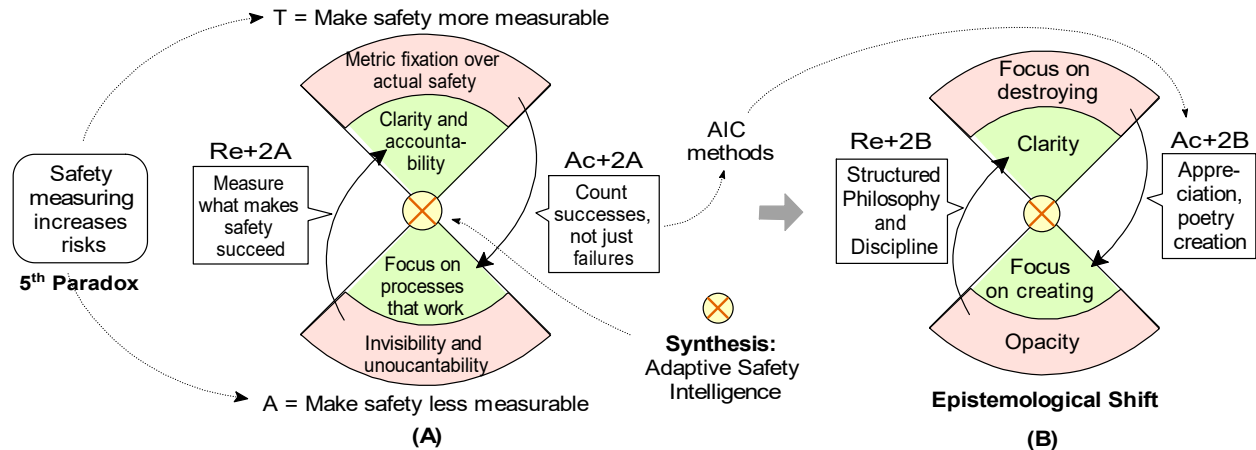 T = Make safety more measurable
Metric fixation over
actual safety
Clarity and
accounta-
bility
Re+2A
Measure
what makes
safety
succeed
Ac+2A
Count
successes,
not just
failures
Focus on
processes
that work
Invisibility and
unoucantability
A = Make safety less measurable
(A)
Safety
measuring
increases
risks
5th Paradox
AIC
methods
Synthesis:
Adaptive Safety
Intelligence
Focus on
destroying
Clarity
Re+2B
Structured
Philosophy
and
Discipline
Ac+2B
Appre-
ciation,
poetry
creation
Focus
on creating
Opacity
Epistemological Shift
(B)